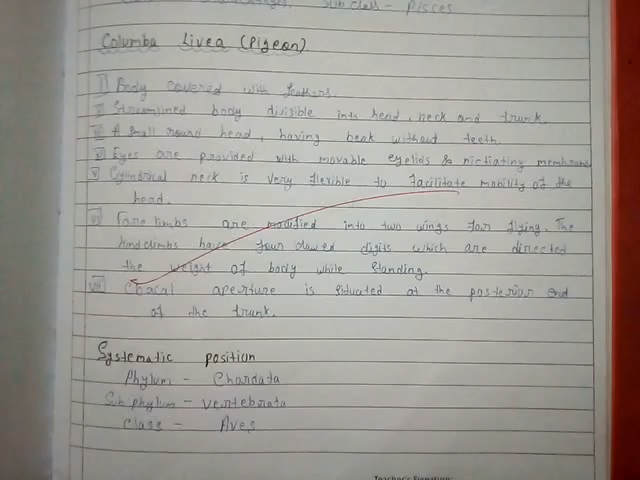 Sub class - Pisces
Columba Livea (Pigeon)
I) Body covered with feathers.
II Streamlined body divisible into head, neck and trunk.
III A small round head, having beak without teeth.
Eyes are provided with movable eyelids & nictiating membrane
V Cylindrical neck is very flexible to facilitate mobility of the
head.
VI Fore limbs are modified into two wings for flying. The
hind limbs have four clawed digits which are directed
the weight of body while standing.
VII Cloacal aperture is situated at the posterior end
of the trunk.
Systematic position
Phylum - Chordata
Sub phylum - Vertebrata
Class - Aves
Teacher's Signature: